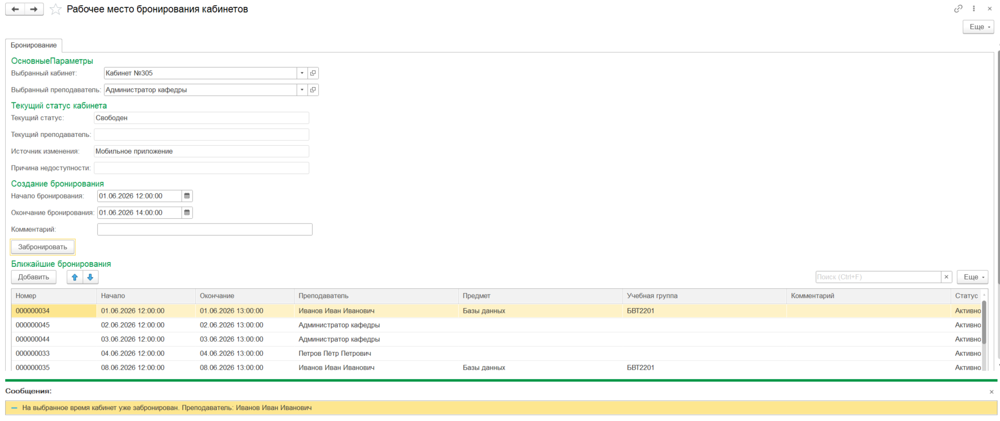 Рабочее место бронирования кабинетов
Еще
Бронирование
ОсновныеПараметры
Выбранный кабинет: Кабинет №305
Выбранный преподаватель: Администратор кафедры
Текущий статус кабинета
Текущий статус: Свободен
Текущий преподаватель:
Источник изменения: Мобильное приложение
Причина недоступности:
Создание бронирования
Начало бронирования: 01.06.2026 12:00:00
Окончание бронирования: 01.06.2026 14:00:00
Комментарий:
Забронировать
Ближайшие бронирования
Добавить Поиск (Ctrl+F) × Еще
Номер Начало Окончание Преподаватель Предмет Учебная группа Комментарий Статус
000000034 01.06.2026 12:00:00 01.06.2026 13:00:00 Иванов Иван Иванович Базы данных БВТ2201 Активно
000000045 02.06.2026 12:00:00 02.06.2026 13:00:00 Администратор кафедры Активно
000000044 03.06.2026 12:00:00 03.06.2026 13:00:00 Администратор кафедры Активно
000000033 04.06.2026 12:00:00 04.06.2026 13:00:00 Петров Пётр Петрович Активно
000000035 08.06.2026 12:00:00 08.06.2026 13:00:00 Иванов Иван Иванович Базы данных БВТ2201 Активно
Сообщения:
На выбранное время кабинет уже забронирован. Преподаватель: Иванов Иван Иванович